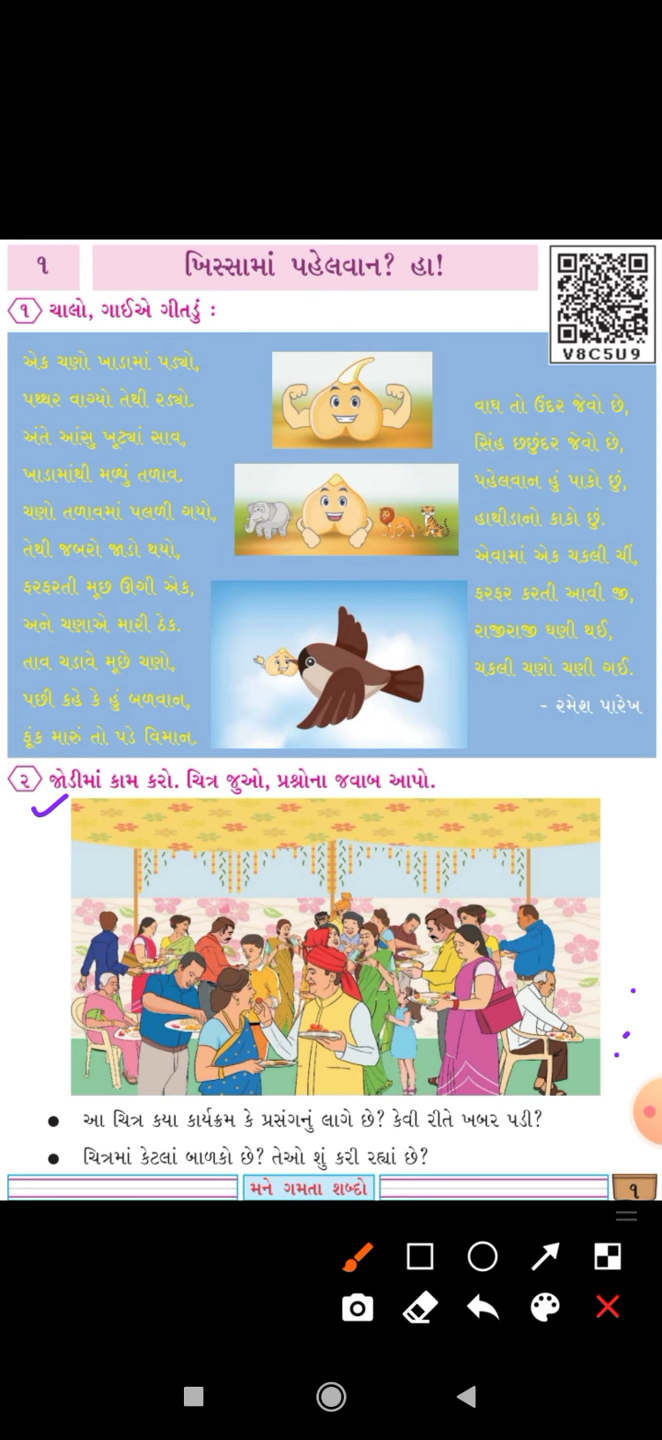 ૧
ખિસ્સામાં પહેલવાન? હા!
V8C5U9
૧ ચાલો, ગાઈએ ગીતડું :
એક ચણો ખાડામાં પડ્યો,
પથ્થર વાગ્યો તેથી રડ્યો.
અંતે આંસુ ખૂટ્યાં સાવ,
ખાડામાંથી મળ્યું તળાવ.
ચણો તળાવમાં પલળી ગયો,
તેથી જબરો જાડો થયો,
ફરફરતી મૂછ ઊગી એક,
અને ચણાએ મારી ઠેક.
તાવ ચડાવે મૂછે ચણો,
પછી કહે કે હું બળવાન,
ફૂંક મારું તો પડે વિમાન.
વાઘ તો ઉંદર જેવો છે,
સિંહ છછુંદર જેવો છે,
પહેલવાન હું પાકો છું,
હાથીડાનો કાકો છું.
એવામાં એક ચકલી ચીં,
ફરફર કરતી આવી જી,
રાજીરાજી ઘણી થઈ,
ચકલી ચણો ચણી ગઈ.
- રમેશ પારેખ
૨ જોડીમાં કામ કરો. ચિત્ર જુઓ, પ્રશ્નોના જવાબ આપો.
● આ ચિત્ર કયા કાર્યક્રમ કે પ્રસંગનું લાગે છે? કેવી રીતે ખબર પડી?
● ચિત્રમાં કેટલાં બાળકો છે? તેઓ શું કરી રહ્યાં છે?
મને ગમતા શબ્દો
૧